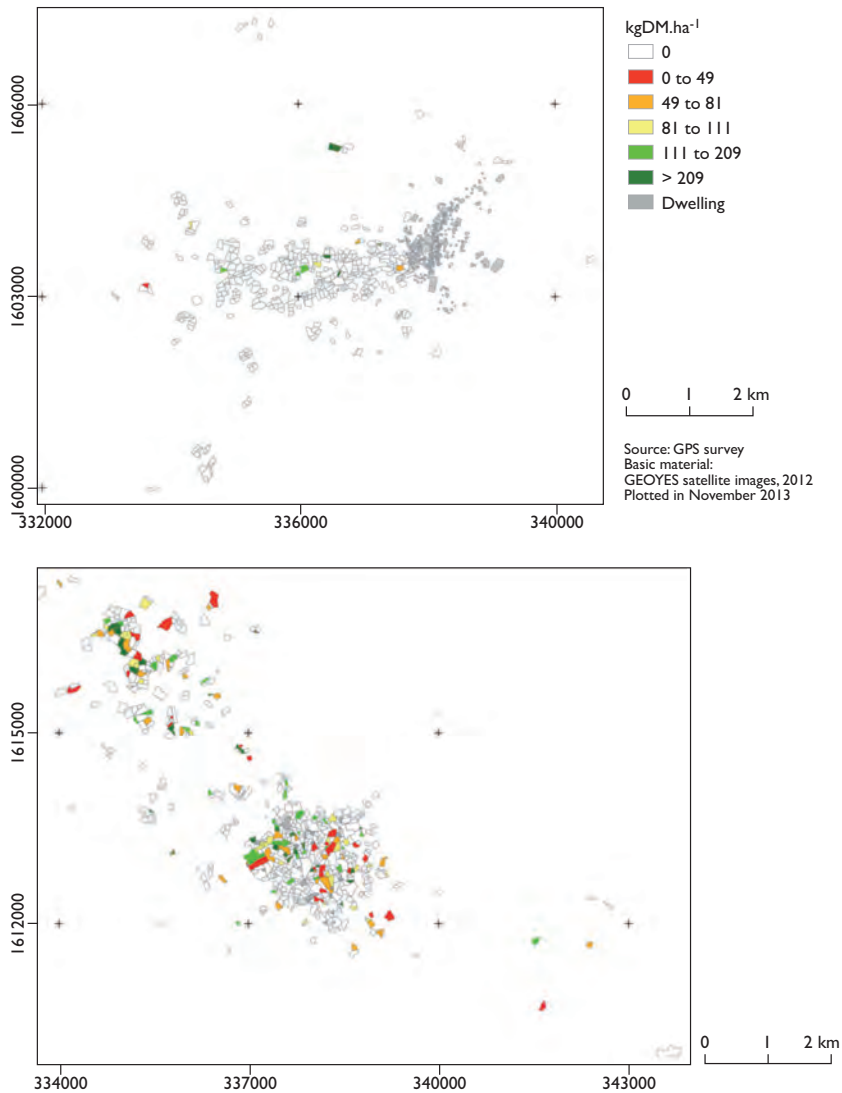 kgDM.ha⁻¹
0
0 to 49
49 to 81
81 to 111
111 to 209
> 209
Dwelling
1606000
1603000
1600000
332000 336000 340000
0 1 2 km
Source: GPS survey
Basic material:
GEOYES satellite images, 2012
Plotted in November 2013
1615000
1612000
334000 337000 340000 343000
0 1 2 km